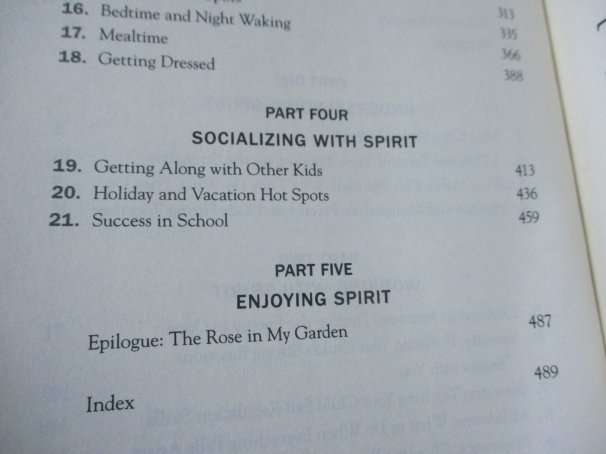 16. Bedtime and Night Waking 313
17. Mealtime 335
18. Getting Dressed 366
388
PART FOUR
SOCIALIZING WITH SPIRIT
19. Getting Along with Other Kids 413
20. Holiday and Vacation Hot Spots 436
21. Success in School 459
PART FIVE
ENJOYING SPIRIT
Epilogue: The Rose in My Garden 487
Index 489